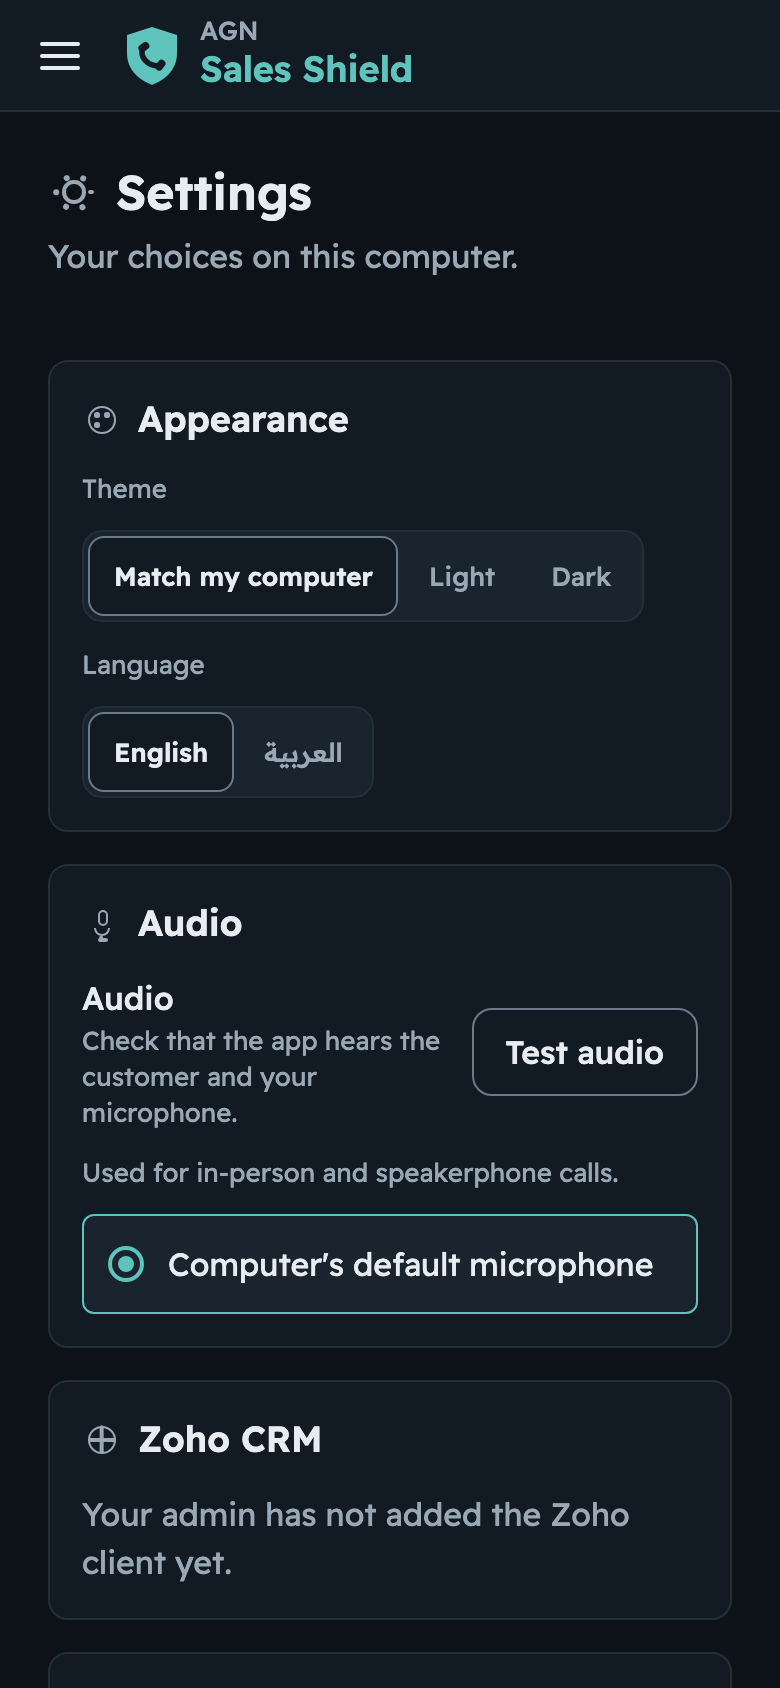 AGN
Sales Shield
Settings
Your choices on this computer.
Appearance
Theme
Match my computer
Light
Dark
Language
English
العربية
Audio
Audio
Check that the app hears the
customer and your
microphone.
Test audio
Used for in-person and speakerphone calls.
Computer's default microphone
Zoho CRM
Your admin has not added the Zoho
client yet.